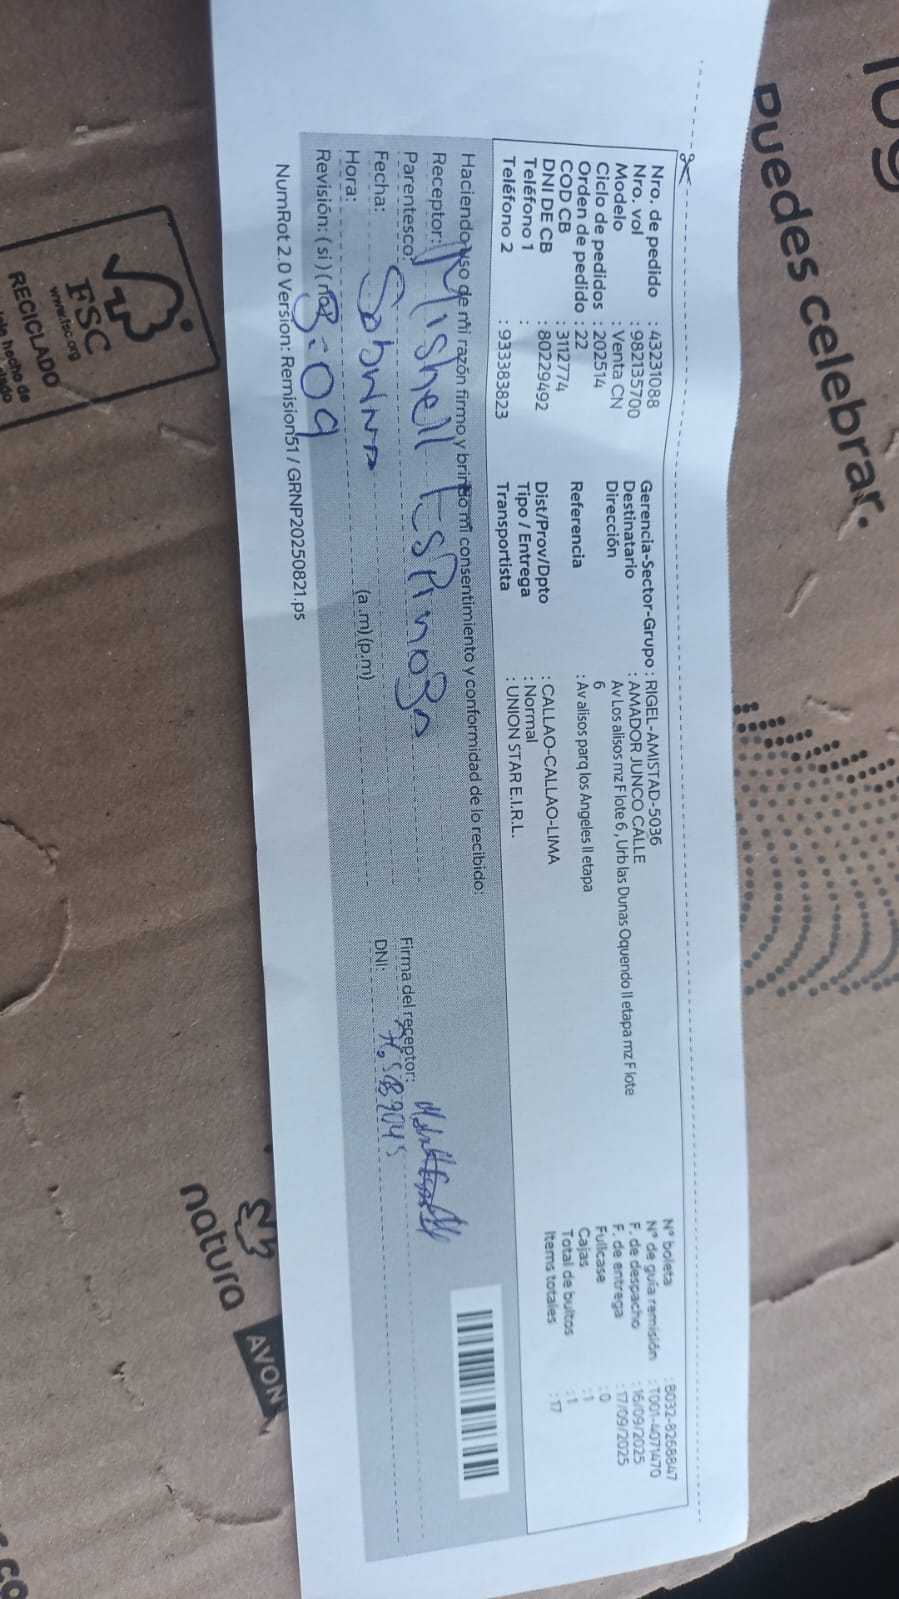 Puedes celebrar.
Nro. de pedido : 43231088
Nro. vol : 982135700
Modelo : Venta CN
Ciclo de pedidos : 202514
Orden de pedido : 22
COD CB : 3112774
DNI DE CB : 80229492
Teléfono 1 :
Teléfono 2 : 933383823
Gerencia-Sector-Grupo : RIGEL-AMISTAD-5036
Destinatario : AMADOR JUNCO CALLE
Dirección Av Los alisos mz F lote 6, Urb las Dunas Oquendo II etapa mz F lote
6
Referencia : Av alisos parq los Angeles II etapa
Dist/Prov/Dpto : CALLAO-CALLAO-LIMA
Tipo / Entrega : Normal
Transportista : UNION STAR E.I.R.L.
N° boleta : B032-8268847
N° de guía remisión : T001-4071470
F. de despacho : 16/09/2025
F. de entrega : 17/09/2025
Fullcase : 0
Cajas : 1
Total de bultos : 1
Items totales : 17
Haciendo uso de mi razón firmo y brindo mi consentimiento y conformidad de lo recibido:
Receptor: Mishell Espinoza
Parentesco:
Fecha: Sobrina
Hora: (a.m) (p.m)
Revisión: (si) (no) 3:09
Firma del receptor:
DNI:
NumRot 2.0 Version: Remision51 / GRNP20250821.ps
FSC
www.fsc.org
RECICLADO
natura
AVON